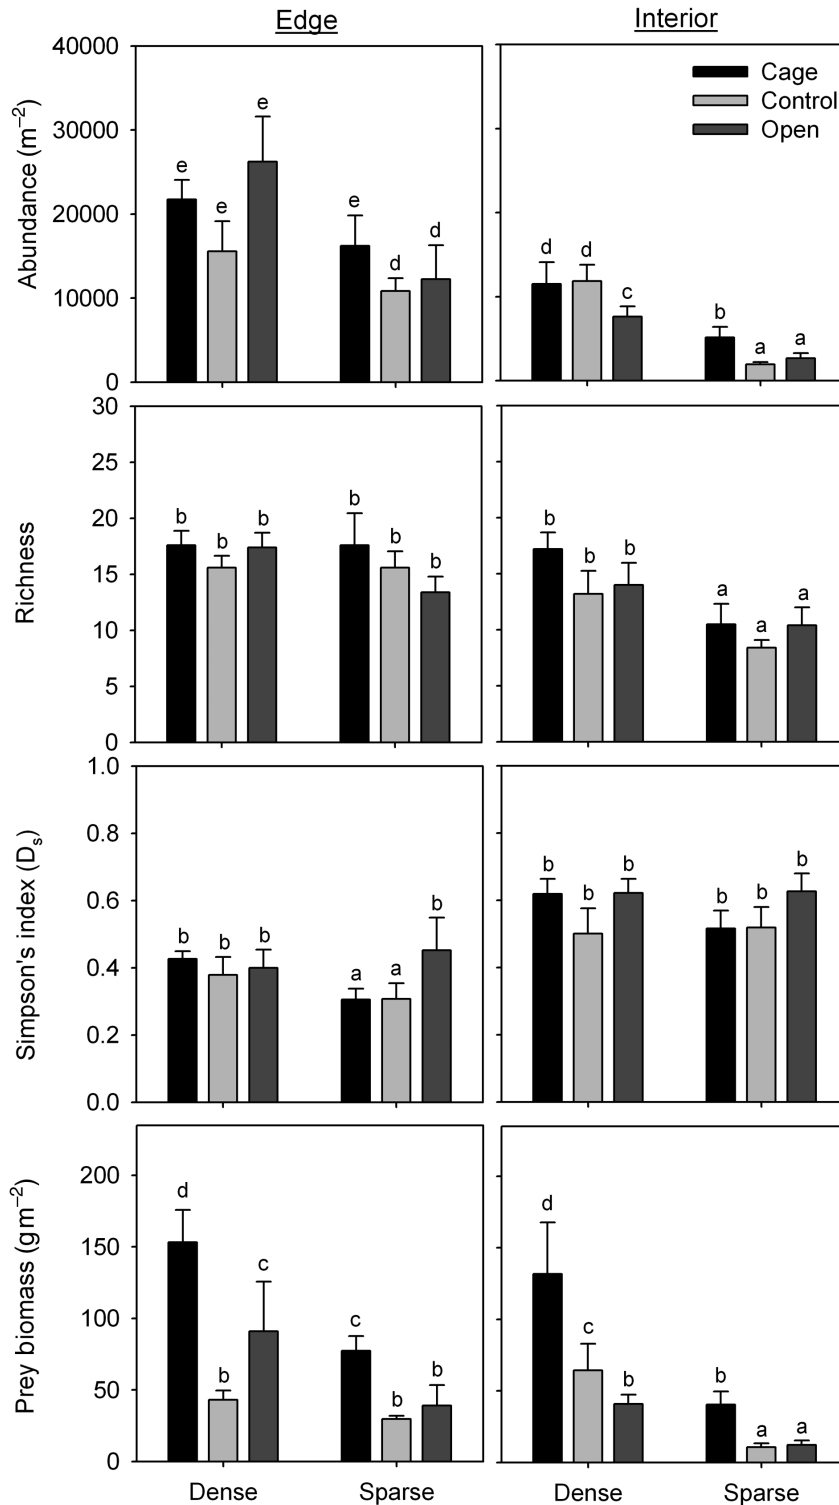 Edge
Interior
Abundance (m−2)
40000
30000
20000
10000
0
e
e
e
e
d
d
Cage
Control
Open
d
d
c
b
a
a
Richness
30
25
20
15
10
5
0
b
b
b
b
b
b
b
b
b
a
a
a
Simpson's index (Ds)
1.0
0.8
0.6
0.4
0.2
0.0
b
b
b
a
a
b
b
b
b
b
b
b
Prey biomass (gm−2)
200
150
100
50
0
d
b
c
c
b
b
d
c
b
b
a
a
Dense
Sparse
Dense
Sparse